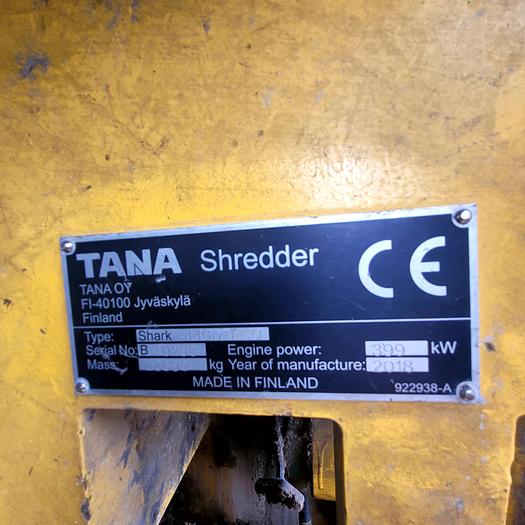 TANA Shredder CE
TANA OY
FI-40100 Jyväskylä
Finland
Type: Shark
Serial No: B Engine power: 399 kW
Mass: kg Year of manufacture: 2018
MADE IN FINLAND 922938-A